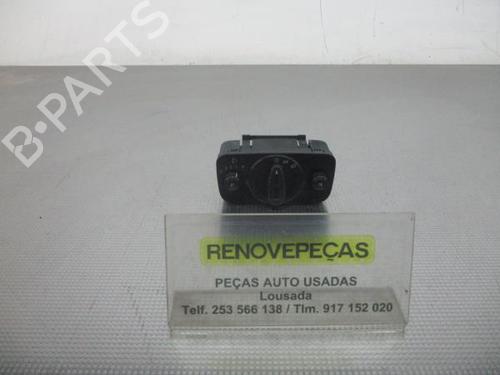 B-PARTS
RENOVEPEÇAS
PEÇAS AUTO USADAS
Lousada
Telf. 253 566 138 / Tlm. 917 152 020